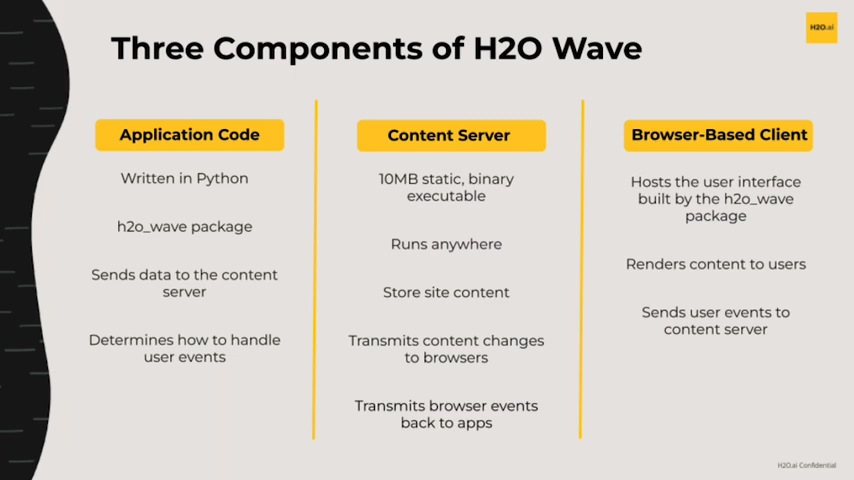 Three Components of H2O Wave
H2O.ai
Application Code
Written in Python
h2o_wave package
Sends data to the content
server
Determines how to handle
user events
Content Server
10MB static, binary
executable
Runs anywhere
Store site content
Transmits content changes
to browsers
Transmits browser events
back to apps
Browser-Based Client
Hosts the user interface
built by the h2o_wave
package
Renders content to users
Sends user events to
content server
H2O.ai Confidential